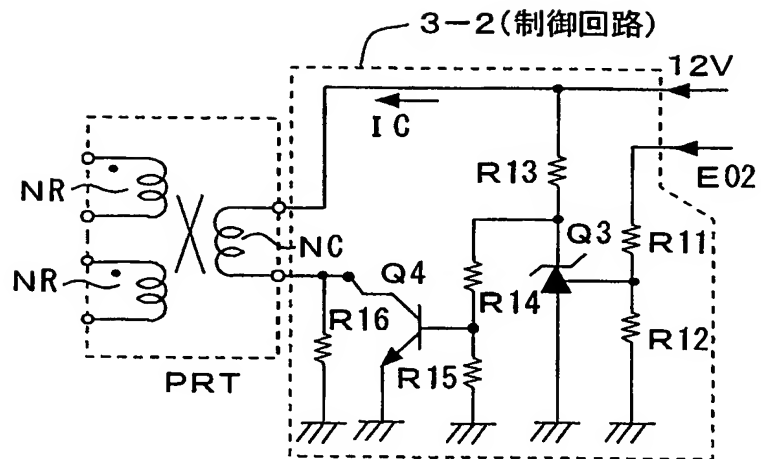 3-2(制御回路)
12V
IC
E02
R13
NR
Q3
R11
NC
Q4
NR
R14
R16
R12
R15
PRT